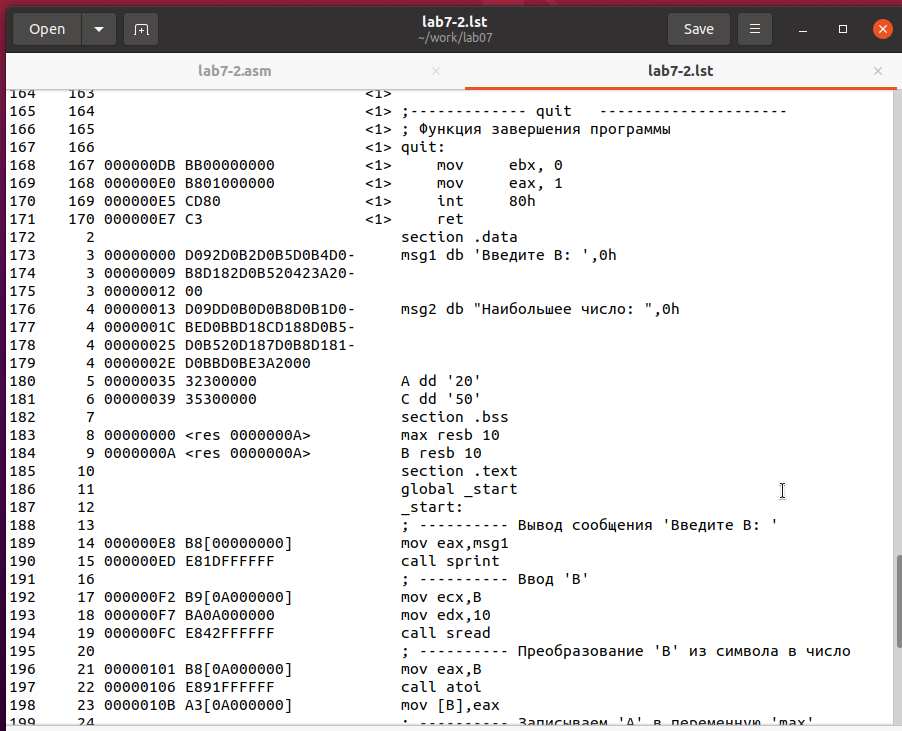 Open
lab7-2.lst
~/work/lab07
Save
lab7-2.asm
lab7-2.lst
164 163 <1>
165 164 <1> ;------------- quit ---------------------
166 165 <1> ; Функция завершения программы
167 166 <1> quit:
168 167 000000DB BB00000000 <1> mov ebx, 0
169 168 000000E0 B801000000 <1> mov eax, 1
170 169 000000E5 CD80 <1> int 80h
171 170 000000E7 C3 <1> ret
172 2 section .data
173 3 00000000 D092D0B2D0B5D0B4D0- msg1 db 'Введите B: ',0h
174 3 00000009 B8D182D0B520423A20-
175 3 00000012 00
176 4 00000013 D09DD0B0D0B8D0B1D0- msg2 db "Наибольшее число: ",0h
177 4 0000001C BED0BBD18CD188D0B5-
178 4 00000025 D0B520D187D0B8D181-
179 4 0000002E D0BBD0BE3A2000
180 5 00000035 32300000 A dd '20'
181 6 00000039 35300000 C dd '50'
182 7 section .bss
183 8 00000000 <res 0000000A> max resb 10
184 9 0000000A <res 0000000A> B resb 10
185 10 section .text
186 11 global _start
187 12 _start:
188 13 ; ---------- Вывод сообщения 'Введите B: '
189 14 000000E8 B8[00000000] mov eax,msg1
190 15 000000ED E81DFFFFFF call sprint
191 16 ; ---------- Ввод 'B'
192 17 000000F2 B9[0A000000] mov ecx,B
193 18 000000F7 BA0A000000 mov edx,10
194 19 000000FC E842FFFFFF call sread
195 20 ; ---------- Преобразование 'B' из символа в число
196 21 00000101 B8[0A000000] mov eax,B
197 22 00000106 E891FFFFFF call atoi
198 23 0000010B A3[0A000000] mov [B],eax
199 24 ; ---------- Записываем 'A' в переменную 'max'